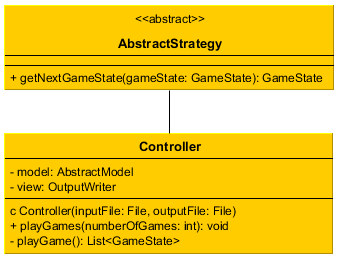 <<abstract>>
AbstractStrategy
+ getNextGameState(gameState: GameState): GameState
Controller
- model: AbstractModel
- view: OutputWriter
c Controller(inputFile: File, outputFile: File)
+ playGames(numberOfGames: int): void
- playGame(): List<GameState>